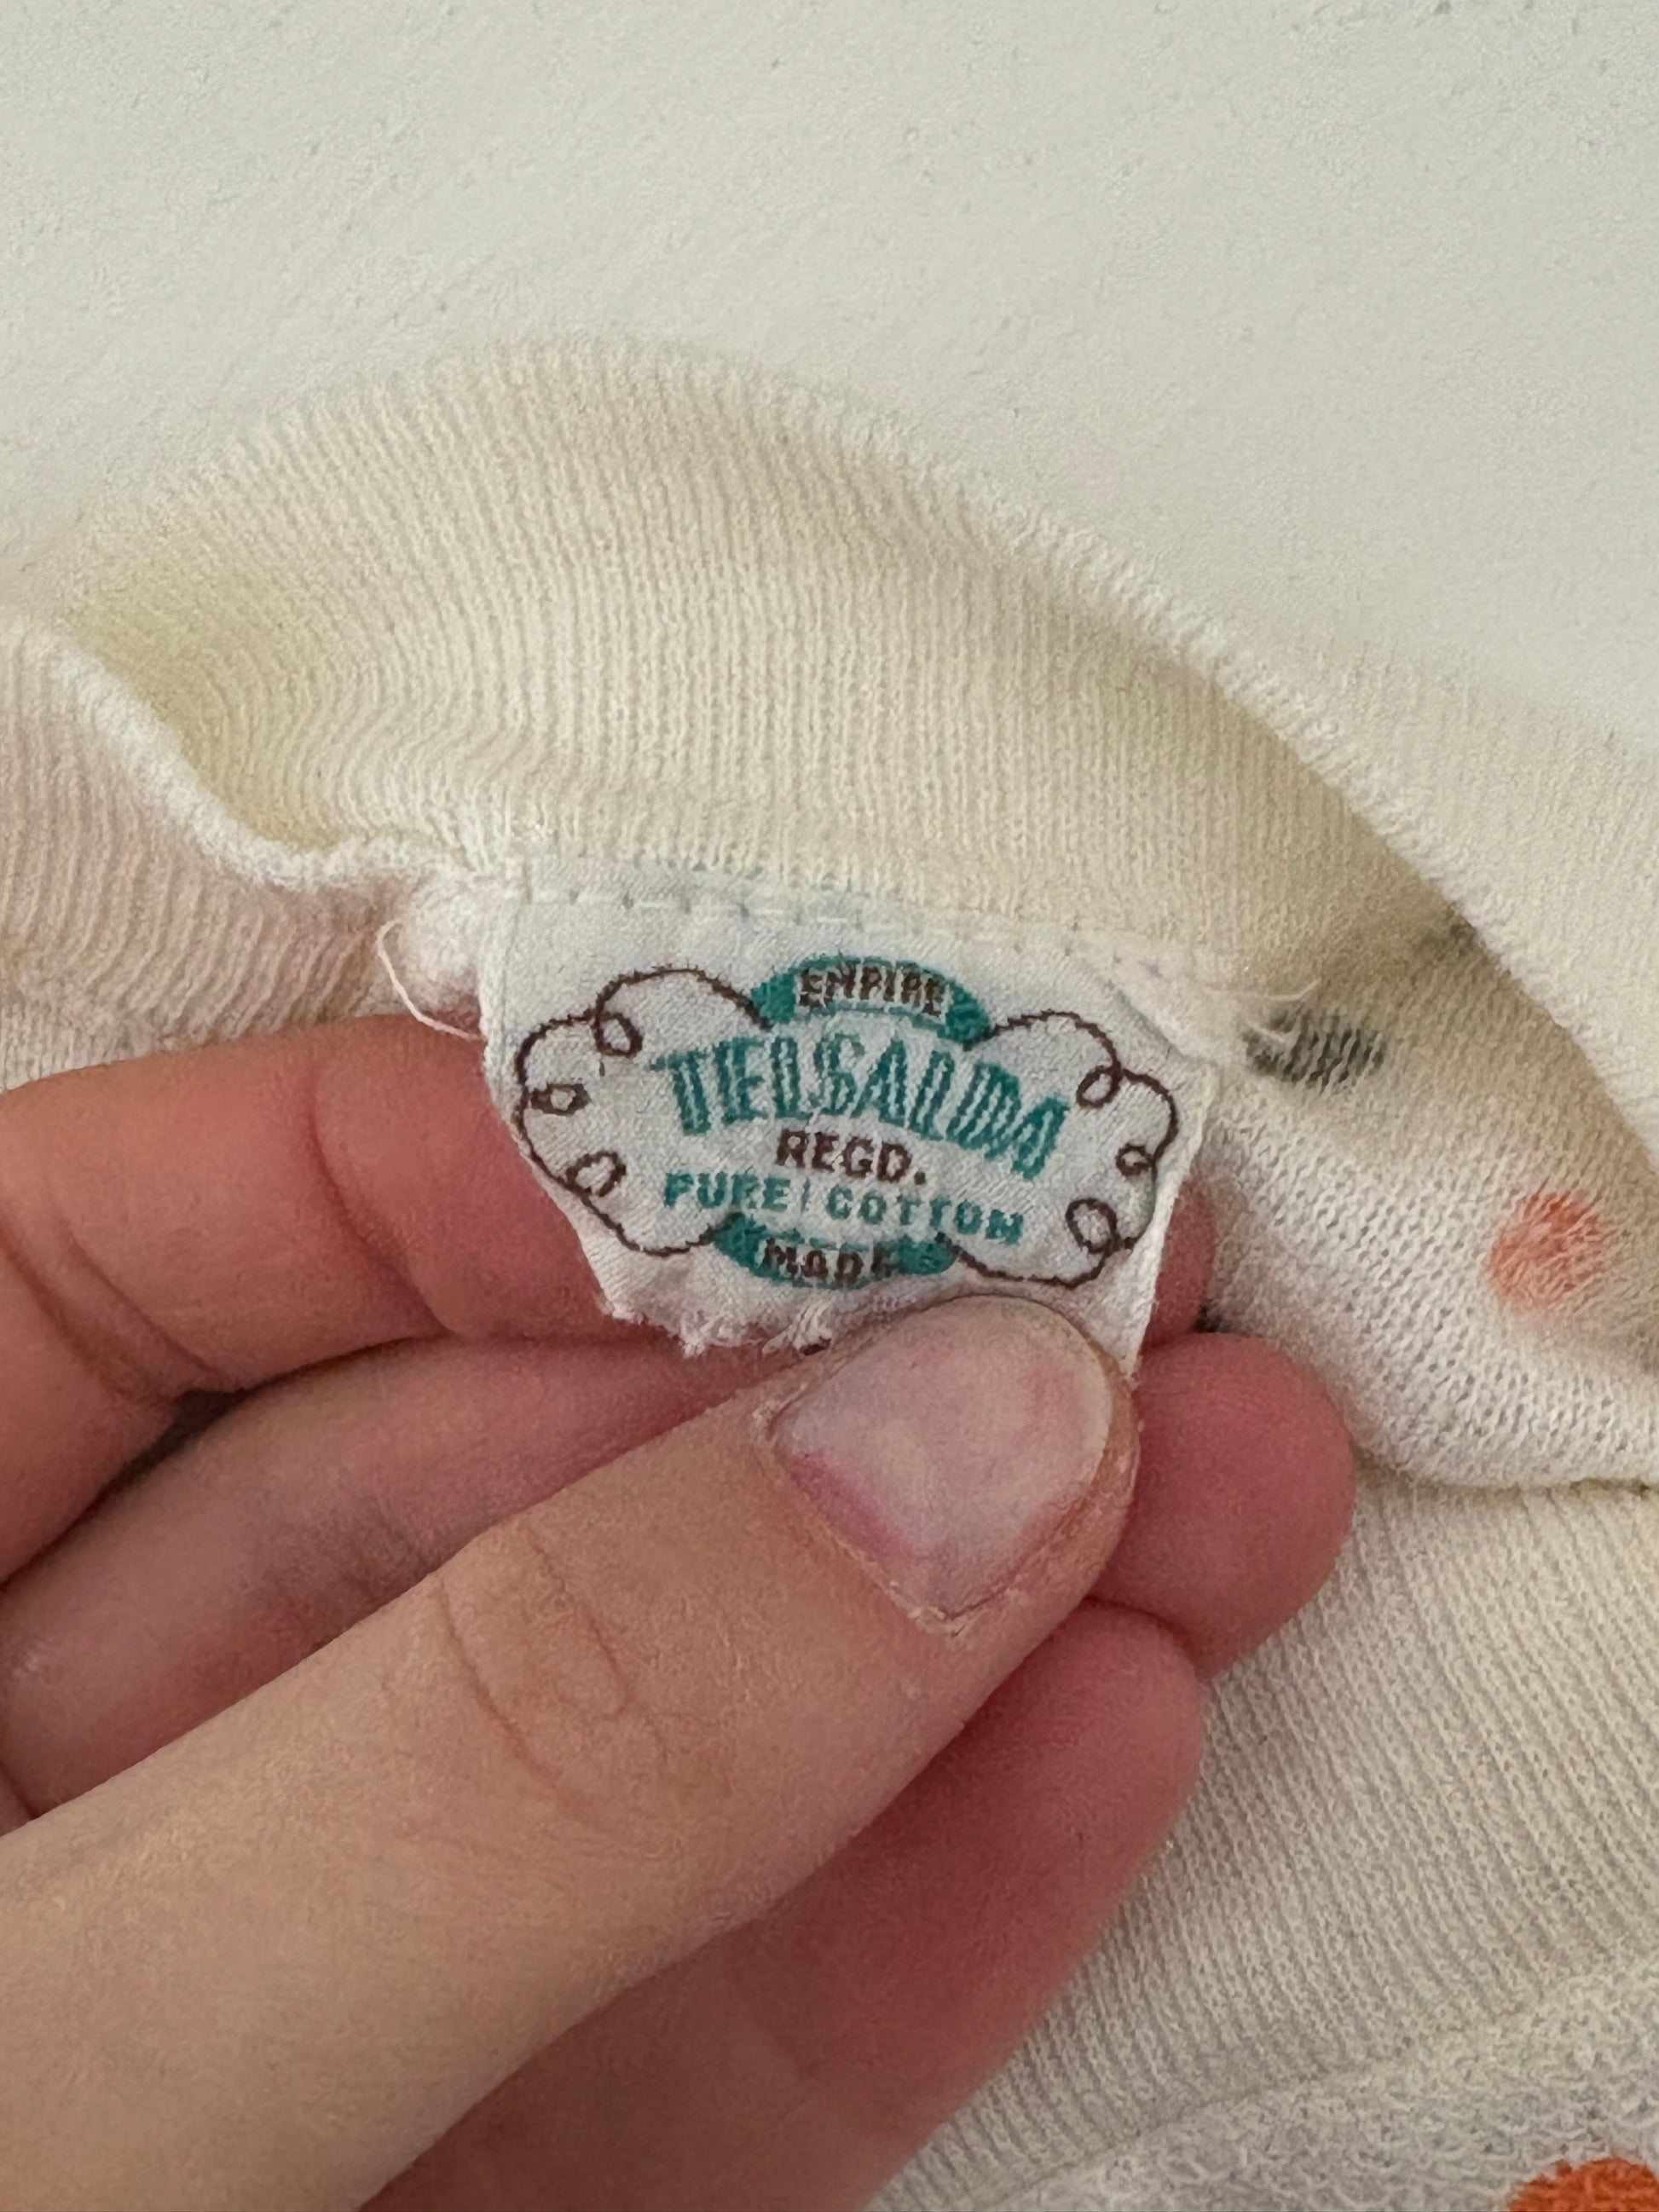 EMPIRE
TELSALDA
REGD.
PURE COTTON
MADE